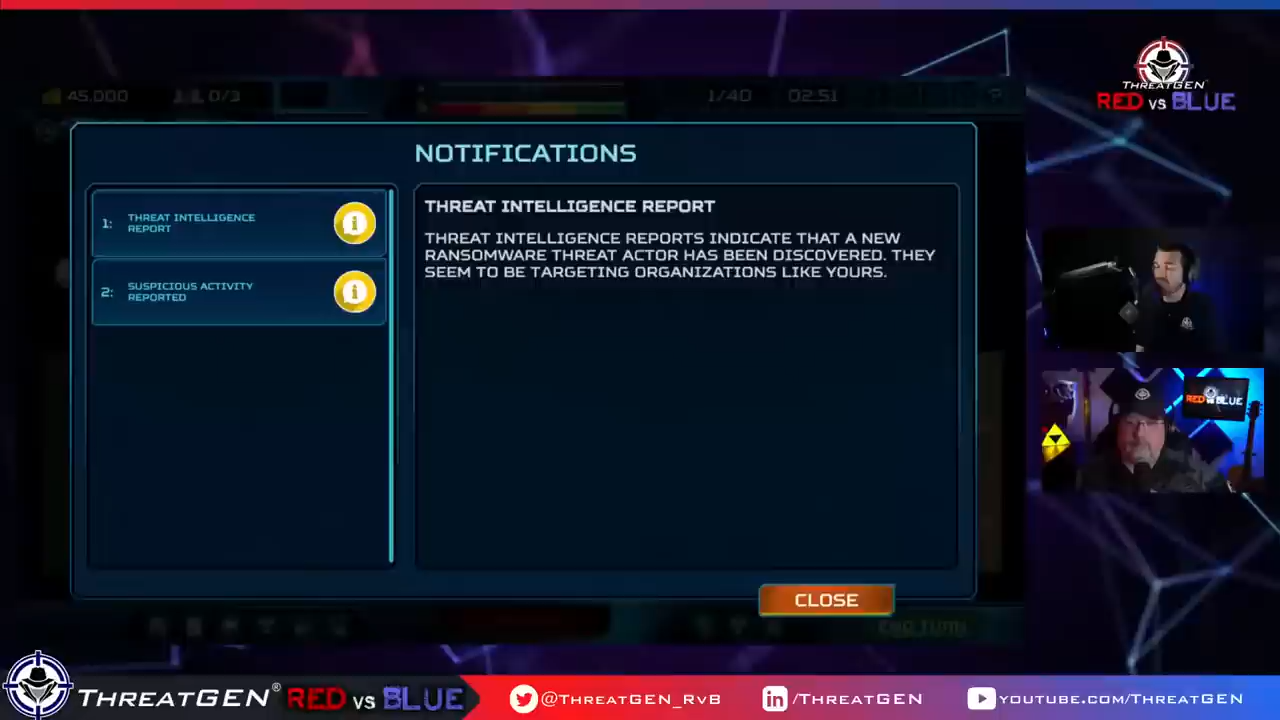 THREATGEN
RED vs BLUE
45,000
0/3
1/40
02:51
NOTIFICATIONS
1: THREAT INTELLIGENCE
REPORT
2: SUSPICIOUS ACTIVITY
REPORTED
THREAT INTELLIGENCE REPORT
THREAT INTELLIGENCE REPORTS INDICATE THAT A NEW
RANSOMWARE THREAT ACTOR HAS BEEN DISCOVERED. THEY
SEEM TO BE TARGETING ORGANIZATIONS LIKE YOURS.
RED vs BLUE
CLOSE
END TURN
THREATGEN® RED vs BLUE
@THREATGEN_RVB
/THREATGEN
YOUTUBE.COM/THREATGEN